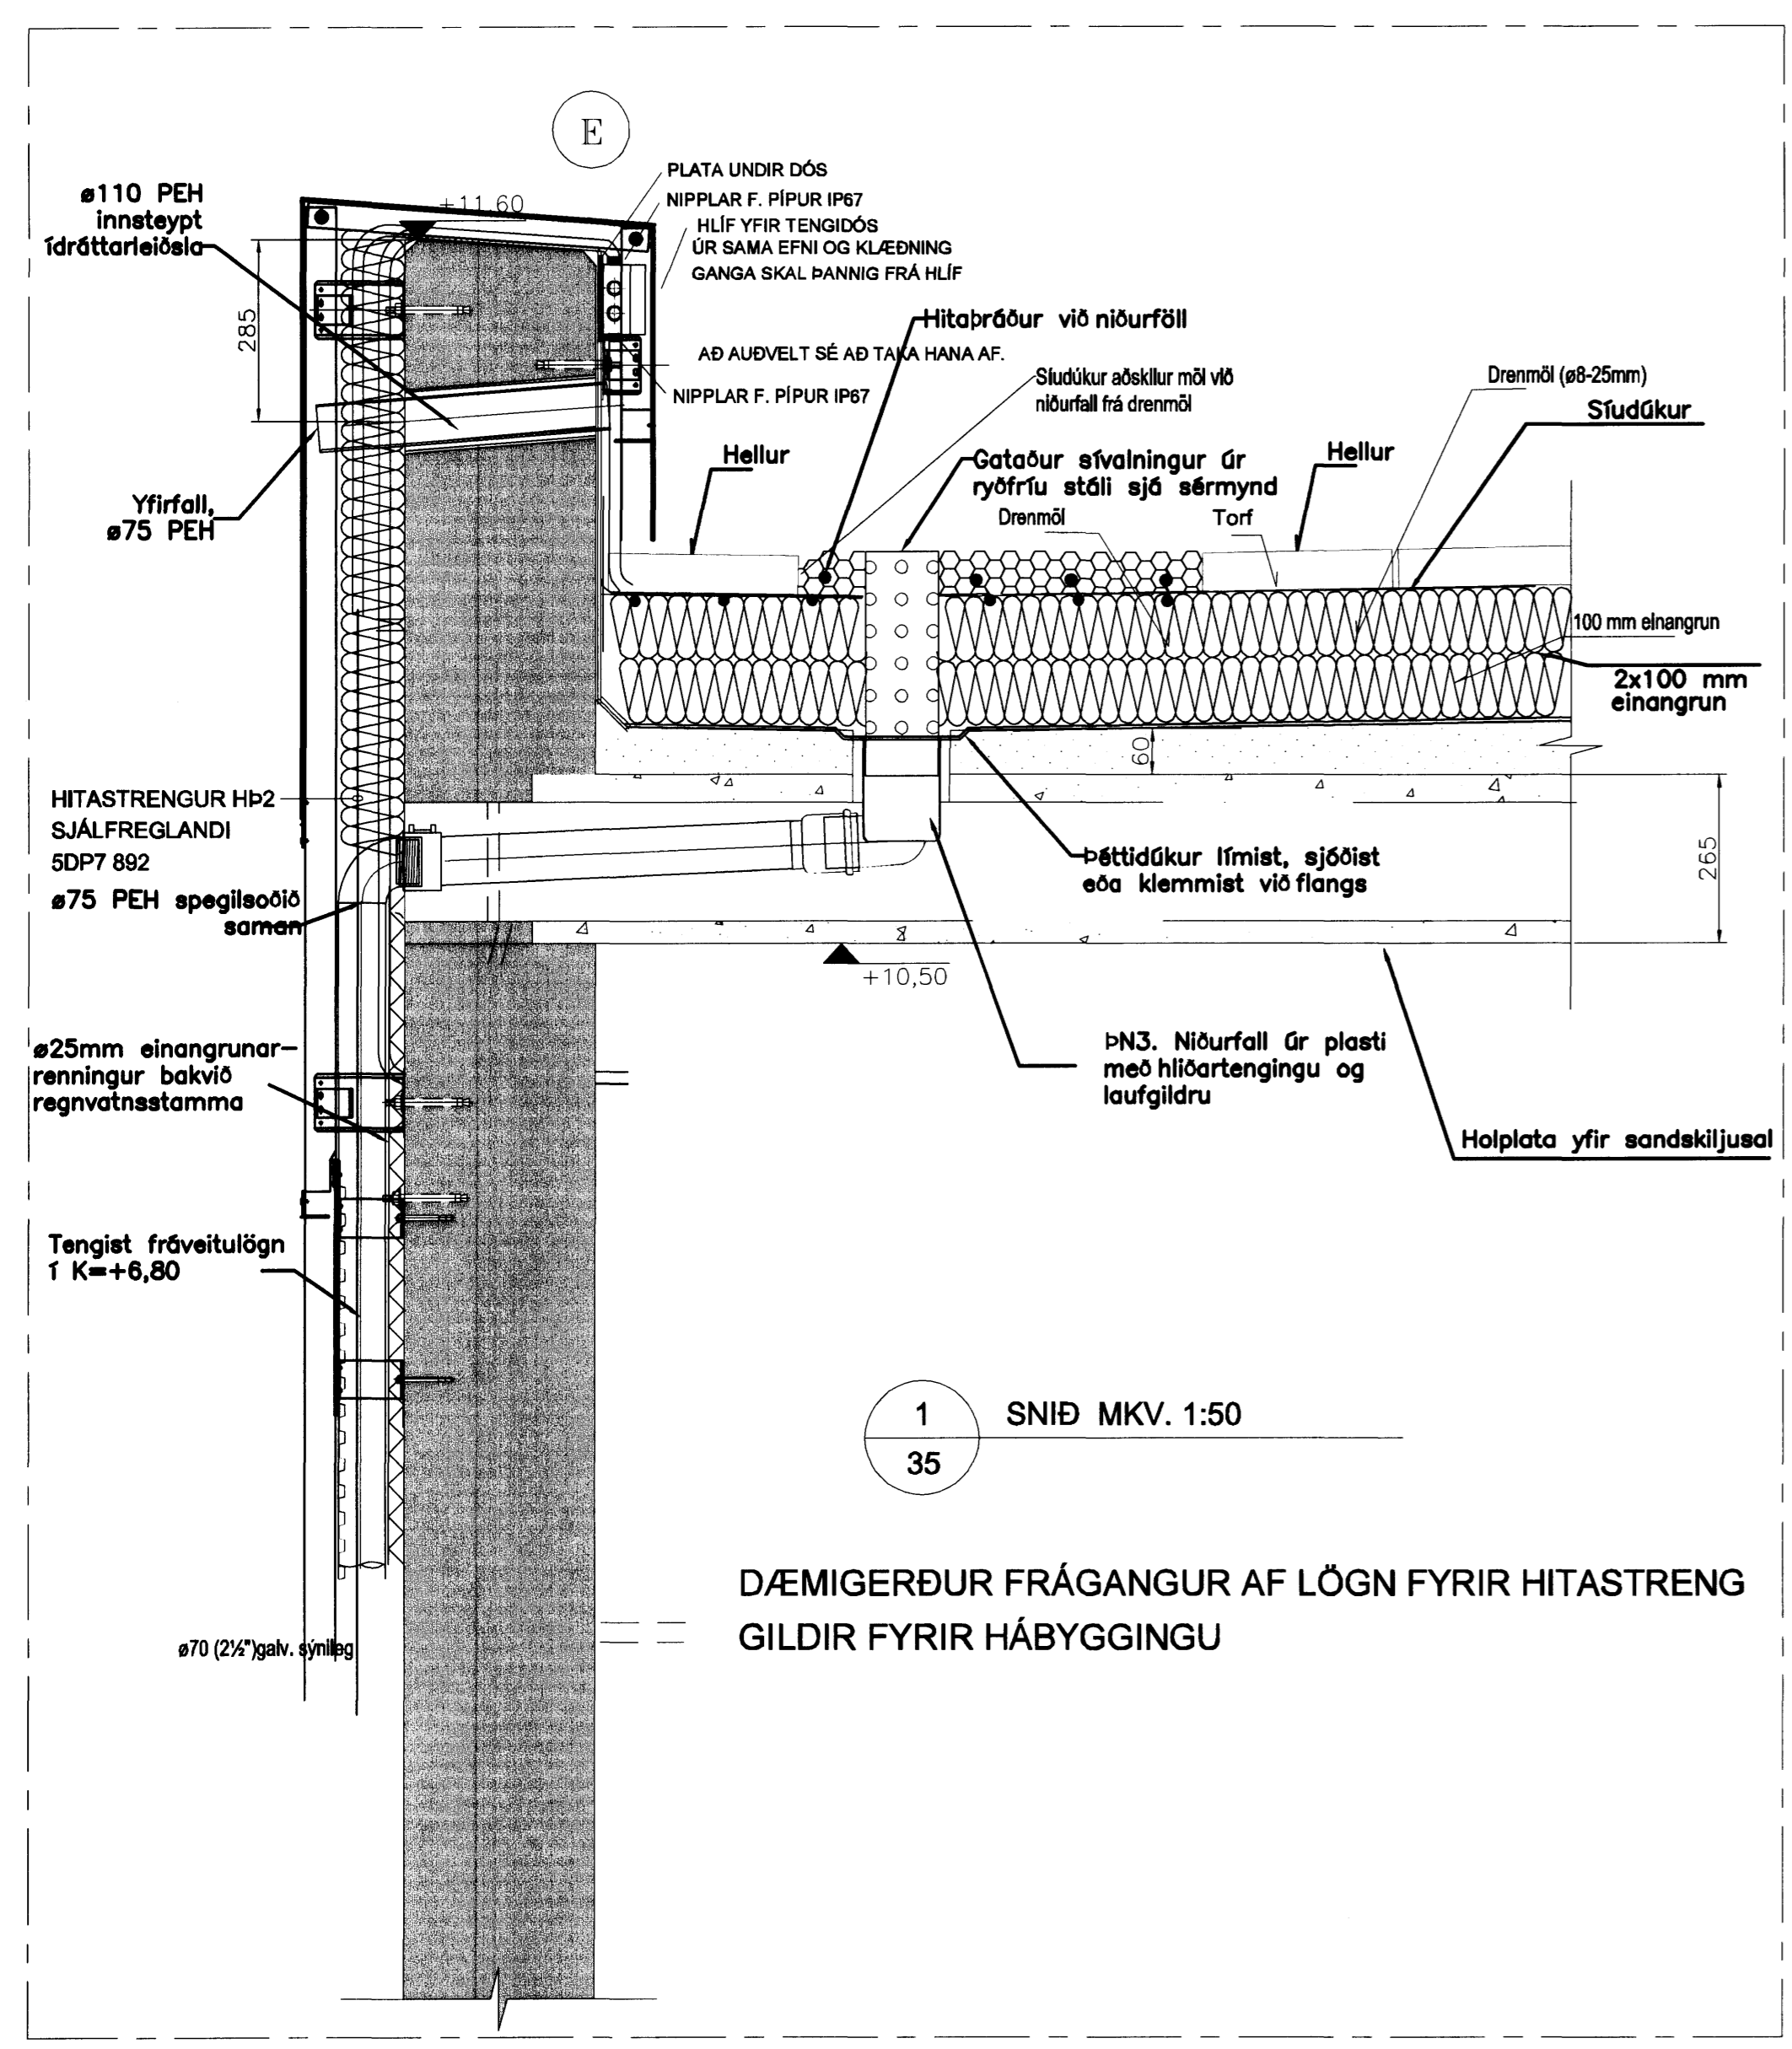 E
+11,60
ø110 PEH
innsteypt
ídráttarleiðsla
285
Yfirfall,
ø75 PEH
PLATA UNDIR DÓS
NIPPLAR F. PÍPUR IP67
HLÍF YFIR TENGIDÓS
ÚR SAMA EFNI OG KLÆÐNING
GANGA SKAL ÞANNIG FRÁ HLÍF
AÐ AUÐVELT SÉ AÐ TAKA HANA AF.
NIPPLAR F. PÍPUR IP67
Hitaþráður við niðurföll
Síudúkur aðskilur möl við
niðurfall frá drenmöl
Drenmöl (ø8-25mm)
Síudúkur
Hellur
Gataður sívalningur úr
ryðfríu stáli sjá sérmynd
Hellur
Drenmöl
Torf
100 mm einangrun
2x100 mm
einangrun
60
265
HITASTRENGUR HÞ2
SJÁLFREGLANDI
5DP7 892
ø75 PEH spegilsoðið
saman
Þéttidúkur límist, sjóðist
eða klemmist við flangs
+10,50
ÞN3. Niðurfall úr plasti
með hliðartengingu og
laufgildru
Holplata yfir sandskiljusal
ø25mm einangrunar-
renningur bakvið
regnvatnsstamma
Tengist fráveitulögn
í K=+6,80
1
35
SNIÐ MKV. 1:50
DÆMIGERÐUR FRÁGANGUR AF LÖGN FYRIR HITASTRENG
GILDIR FYRIR HÁBYGGINGU
ø70 (2½")galv. sýnileg